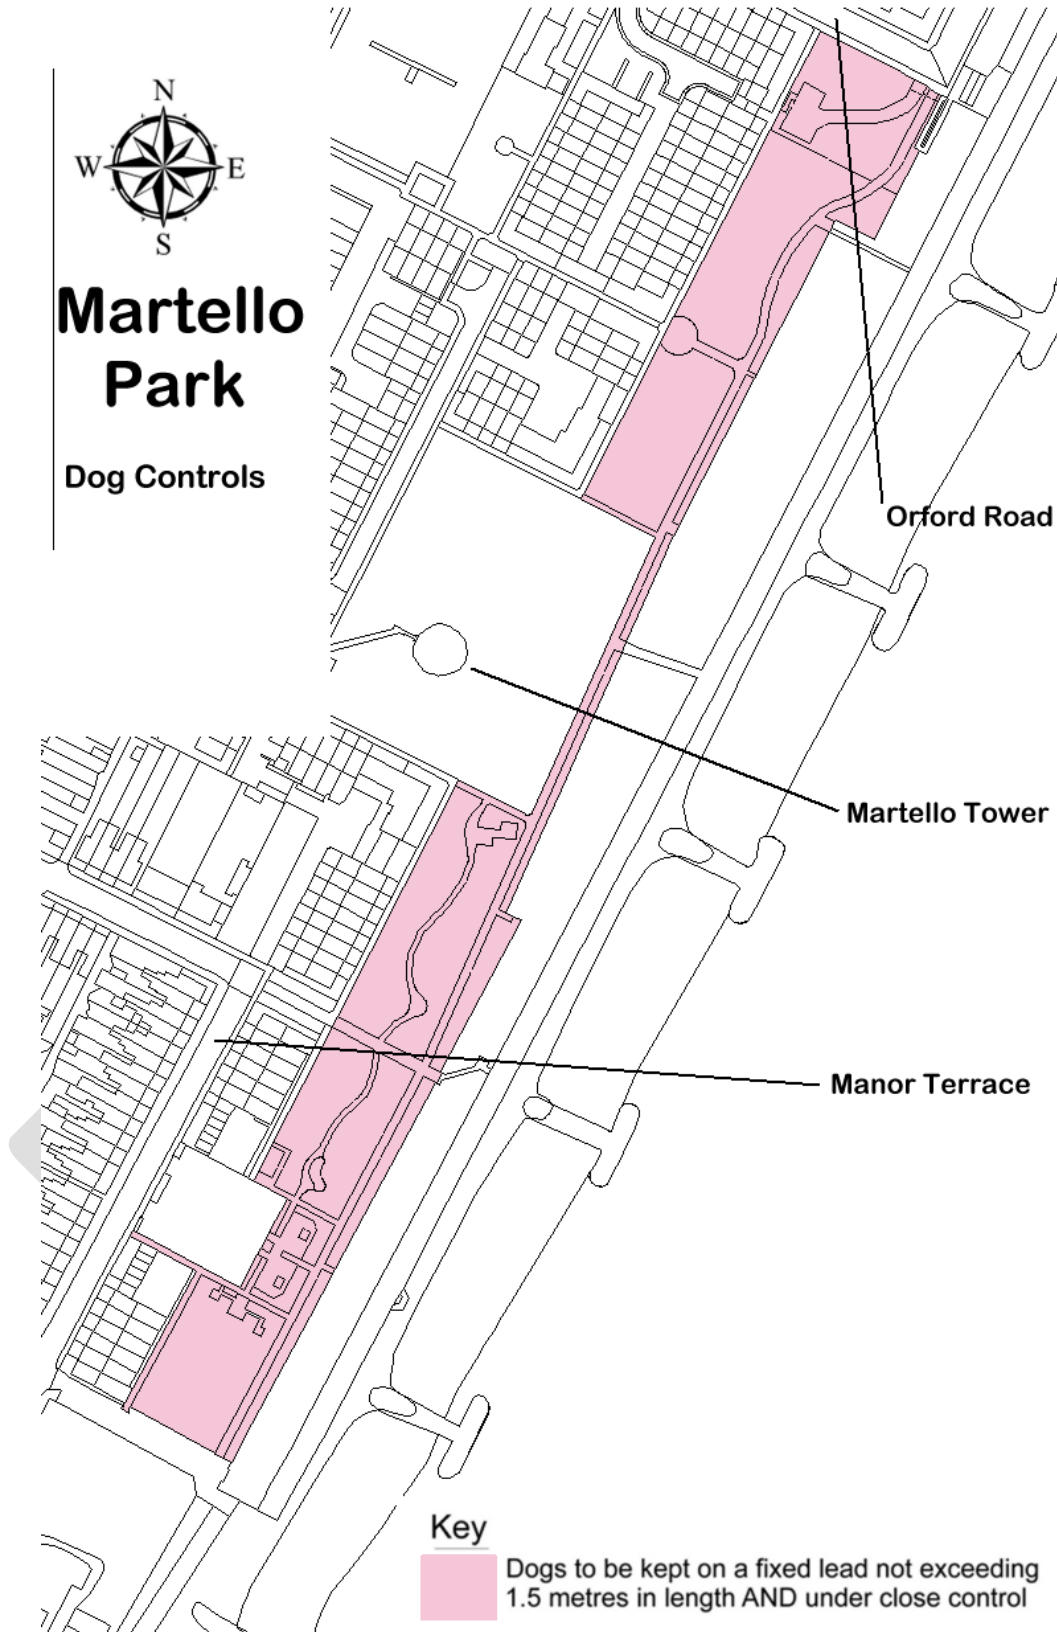 N
W
E
S
Martello
Park
Dog Controls
Orford Road
Martello Tower
Manor Terrace
Key
Dogs to be kept on a fixed lead not exceeding
1.5 metres in length AND under close control